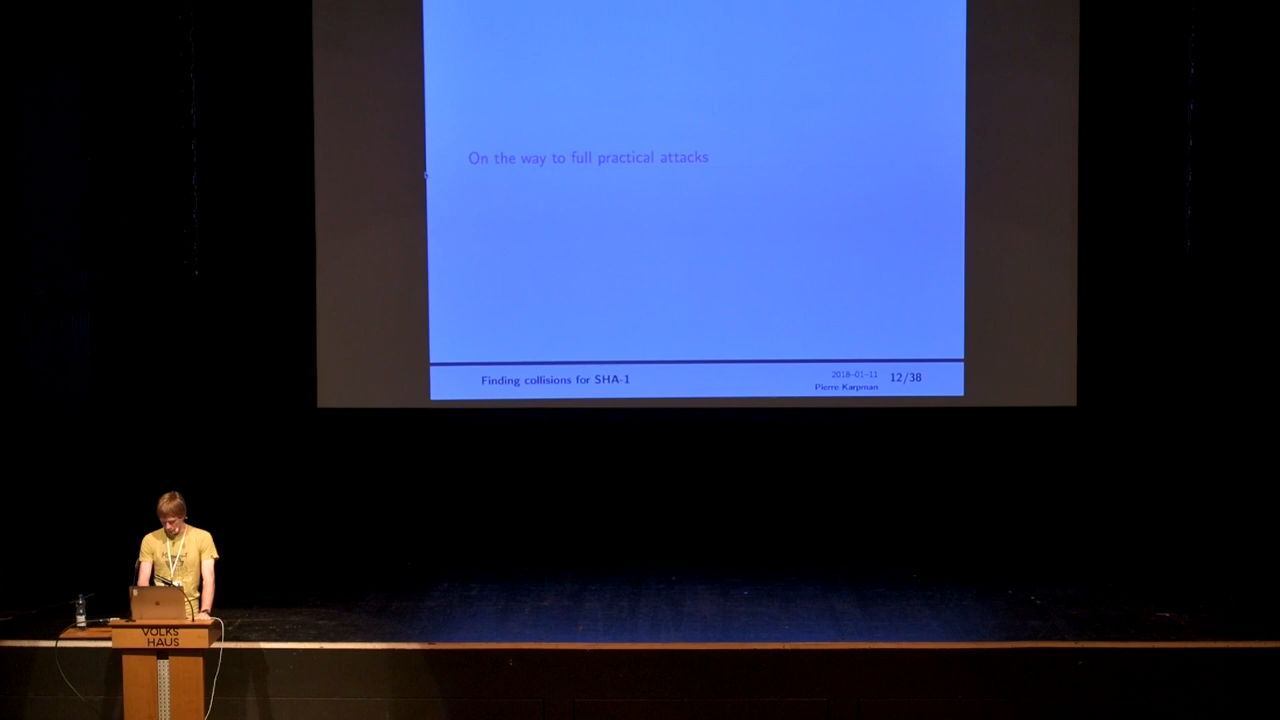 On the way to full practical attacks
Finding collisions for SHA-1
2018-01-11
Pierre Karpman
12/38
VOLKS
HAUS